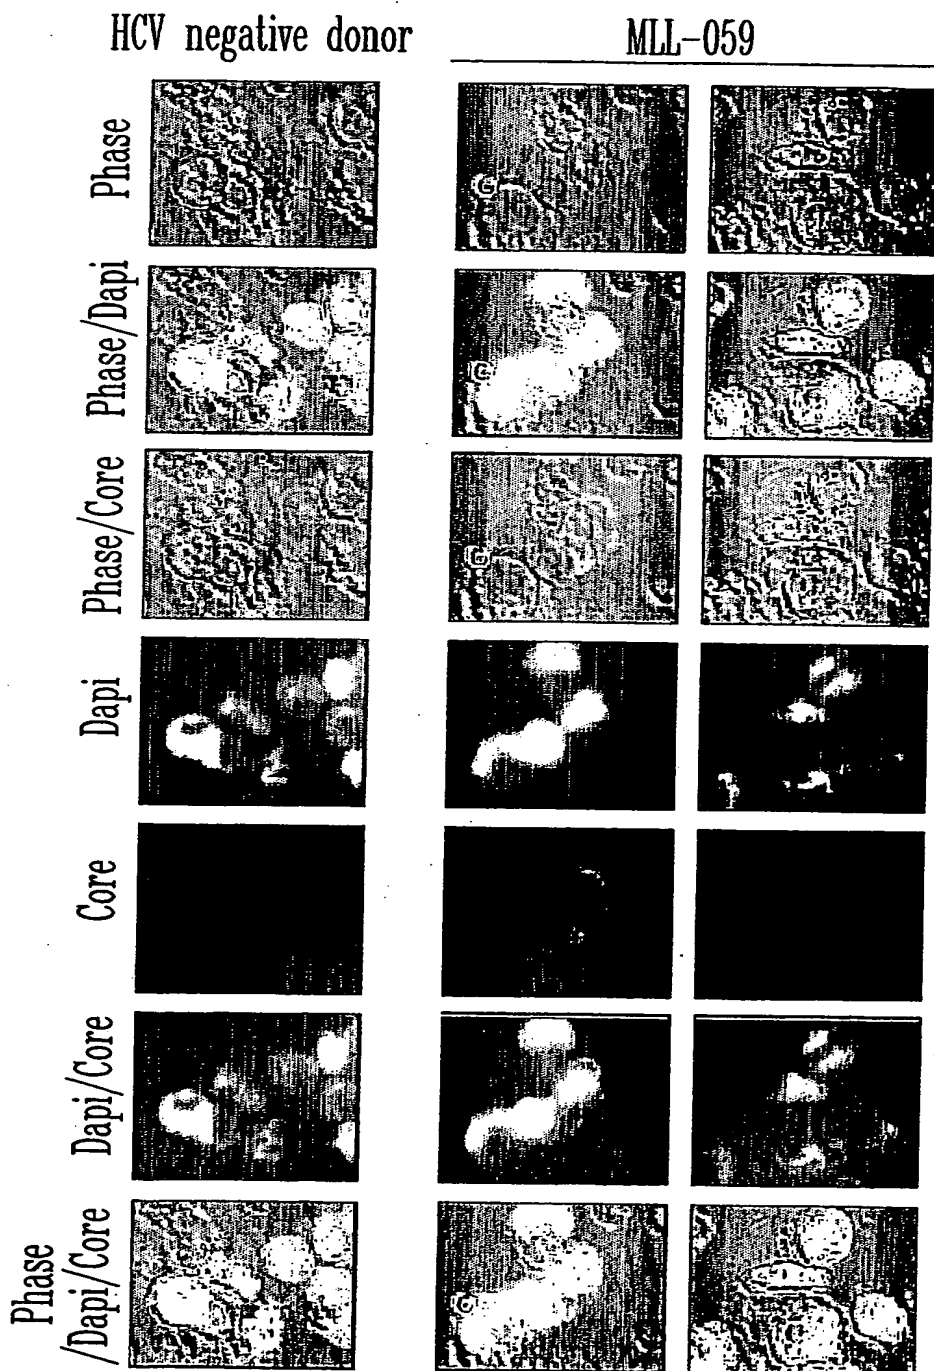 HCV negative donor
MLL-059
Phase
Phase/Dapi
Phase/Core
Dapi
Core
Dapi/Core
Phase
/Dapi/Core